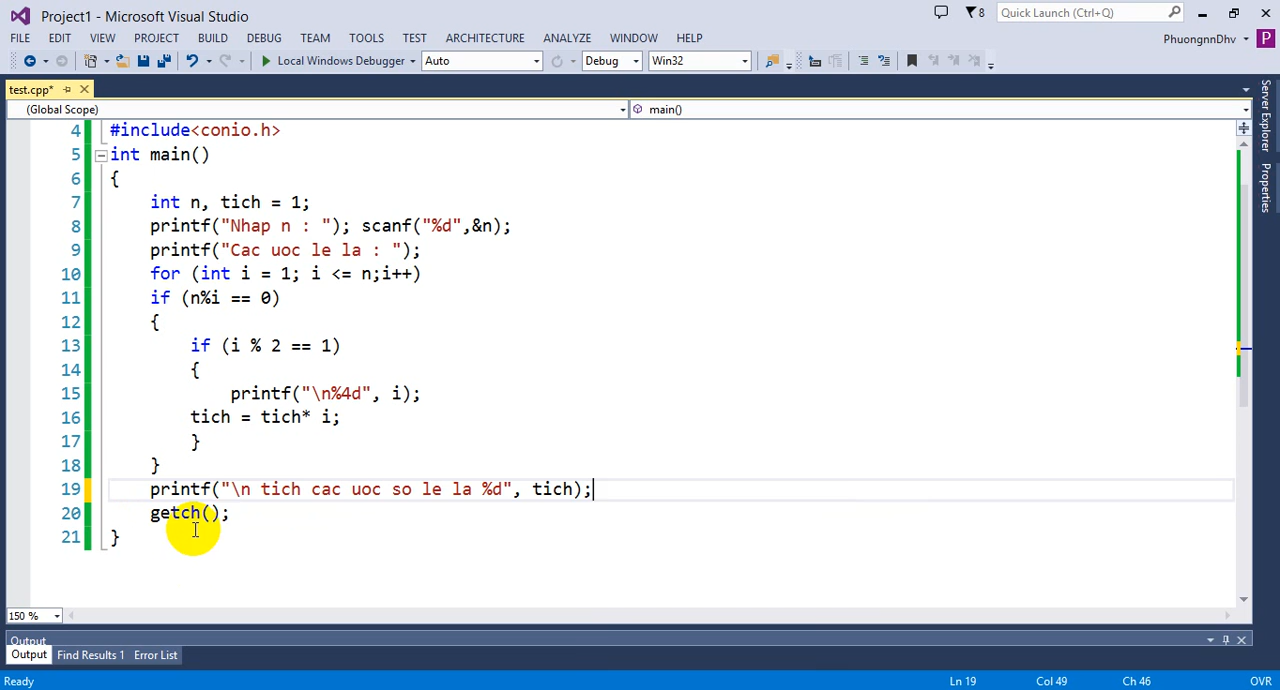 Project1 - Microsoft Visual Studio
8
Quick Launch (Ctrl+Q)
FILE EDIT VIEW PROJECT BUILD DEBUG TEAM TOOLS TEST ARCHITECTURE ANALYZE WINDOW HELP
PhuongnnDhv
P
Local Windows Debugger
Auto
Debug
Win32
test.cpp*
(Global Scope)
main()
Server Explorer
Properties
4 #include<conio.h>
5 int main()
6 {
7 int n, tich = 1;
8 printf("Nhap n : "); scanf("%d",&n);
9 printf("Cac uoc le la : ");
10 for (int i = 1; i <= n;i++)
11 if (n%i == 0)
12 {
13 if (i % 2 == 1)
14 {
15 printf("\n%4d", i);
16 tich = tich* i;
17 }
18 }
19 printf("\n tich cac uoc so le la %d", tich);
20 getch();
21 }
150 %
Output
Output Find Results 1 Error List
Ready
Ln 19 Col 49 Ch 46 OVR